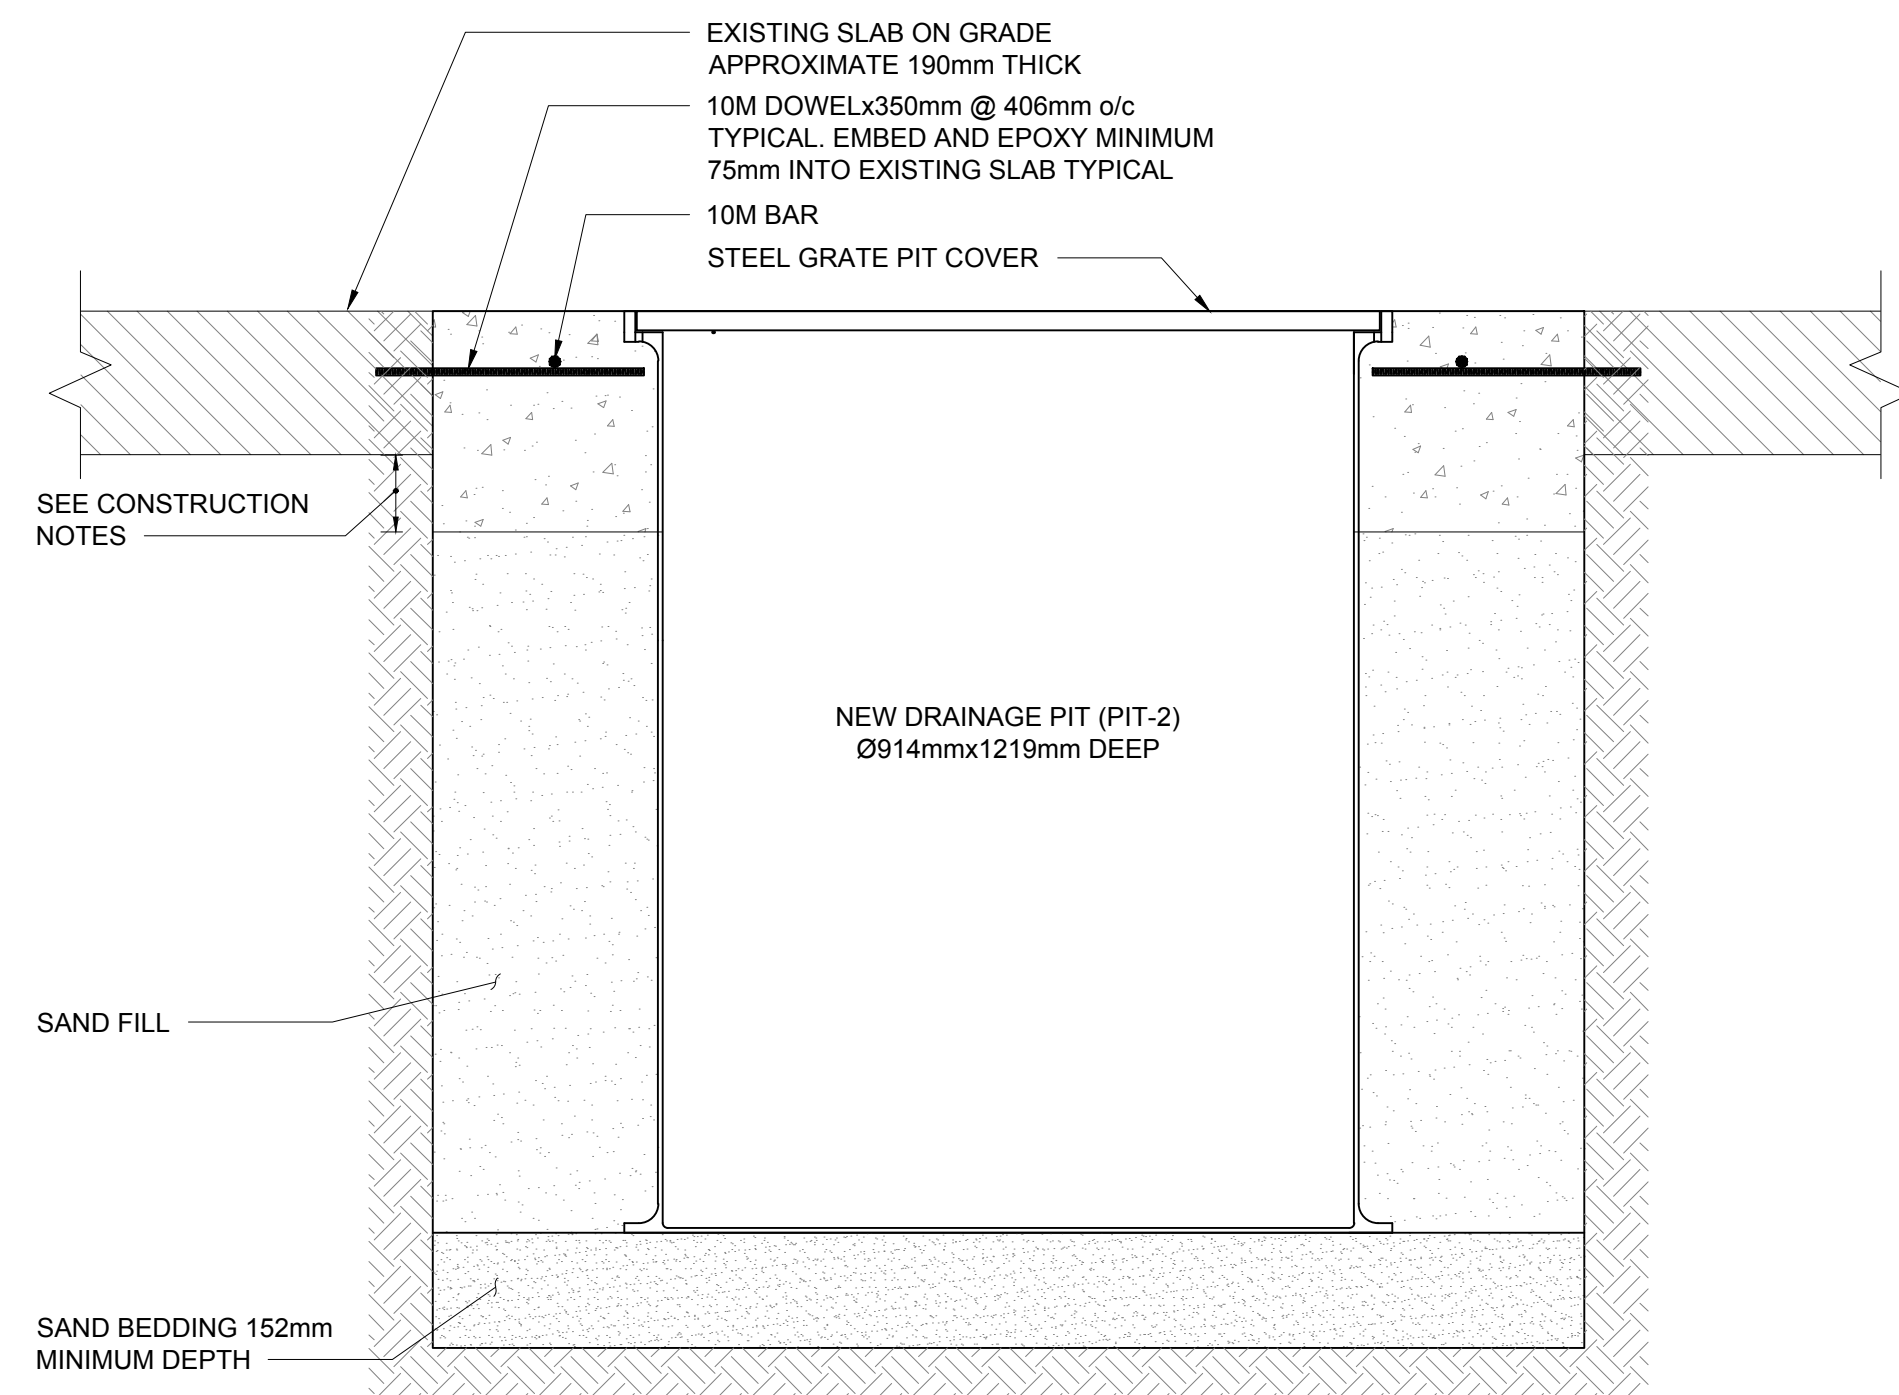 EXISTING SLAB ON GRADE
APPROXIMATE 190mm THICK
10M DOWELx350mm @ 406mm o/c
TYPICAL. EMBED AND EPOXY MINIMUM
75mm INTO EXISTING SLAB TYPICAL
10M BAR
STEEL GRATE PIT COVER
SEE CONSTRUCTION
NOTES
NEW DRAINAGE PIT (PIT-2)
Ø914mmx1219mm DEEP
SAND FILL
SAND BEDDING 152mm
MINIMUM DEPTH